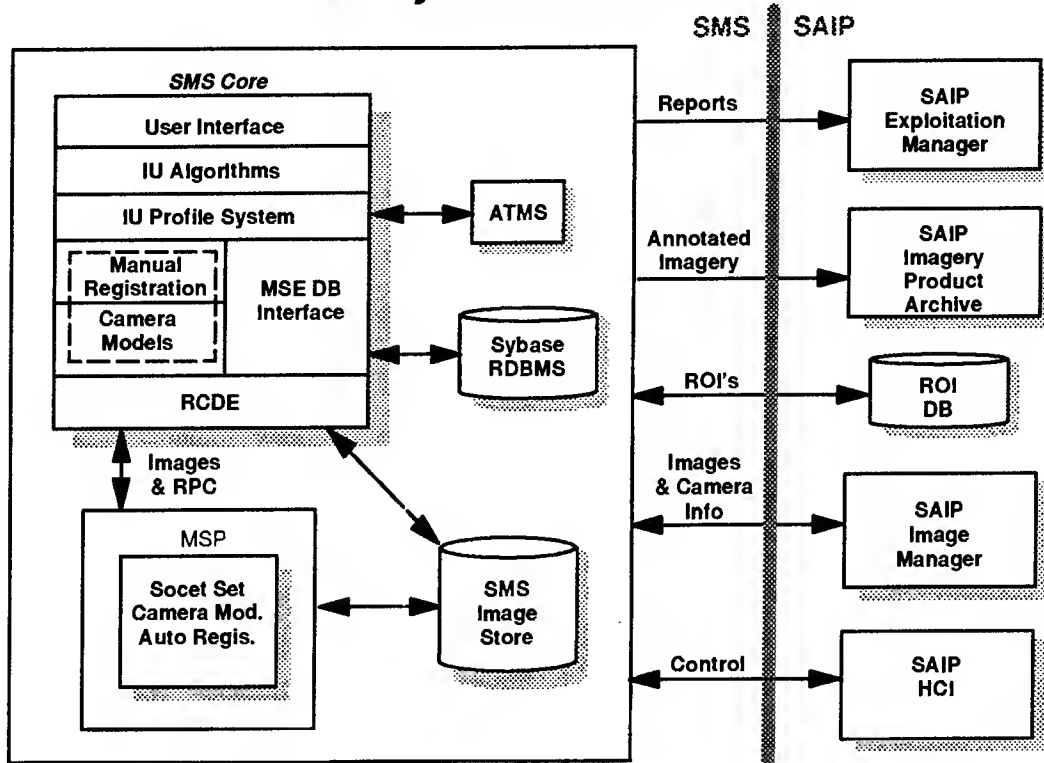 SMS
SAIP
SMS Core
User Interface
IU Algorithms
IU Profile System
Manual
Registration
Camera
Models
MSE DB
Interface
RCDE
ATMS
Sybase
RDBMS
Images
& RPC
MSP
Socet Set
Camera Mod.
Auto Regis.
SMS
Image
Store
Reports
SAIP
Exploitation
Manager
Annotated
Imagery
SAIP
Imagery
Product
Archive
ROI's
ROI
DB
Images
& Camera
Info
SAIP
Image
Manager
Control
SAIP
HCI